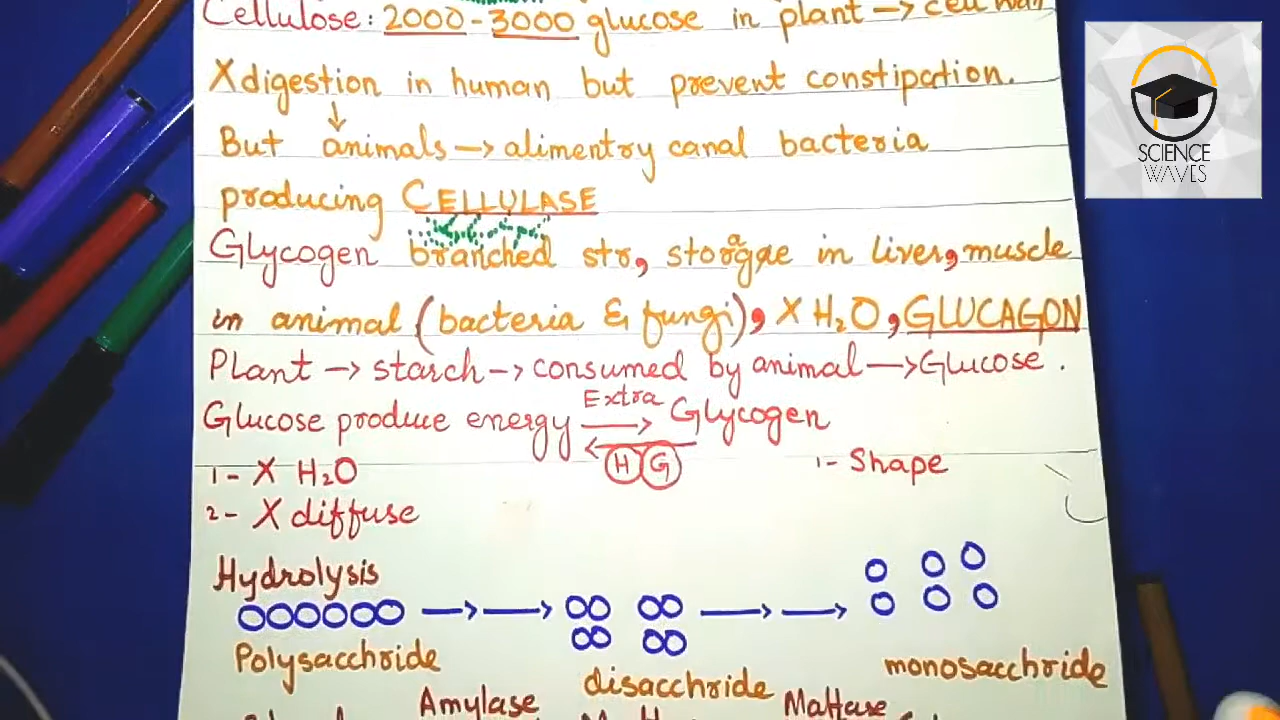 Cellulose: 2000-3000 glucose in plant → cell wall
X digestion in human but prevent constipation.
↓
But animals → alimentry canal bacteria
producing CELLULASE
Glycogen branched str, storgae in liver, muscle
in animal (bacteria & fungi), X H₂O, GLUCAGON
Plant → starch → consumed by animal → Glucose.
Extra
Glucose produce energy → Glycogen
H G
1- X H₂O
1- Shape
2- X diffuse
Hydrolysis
Polysacchride
disacchride
monosacchride
Amylase
Maltase
SCIENCE
WAVES